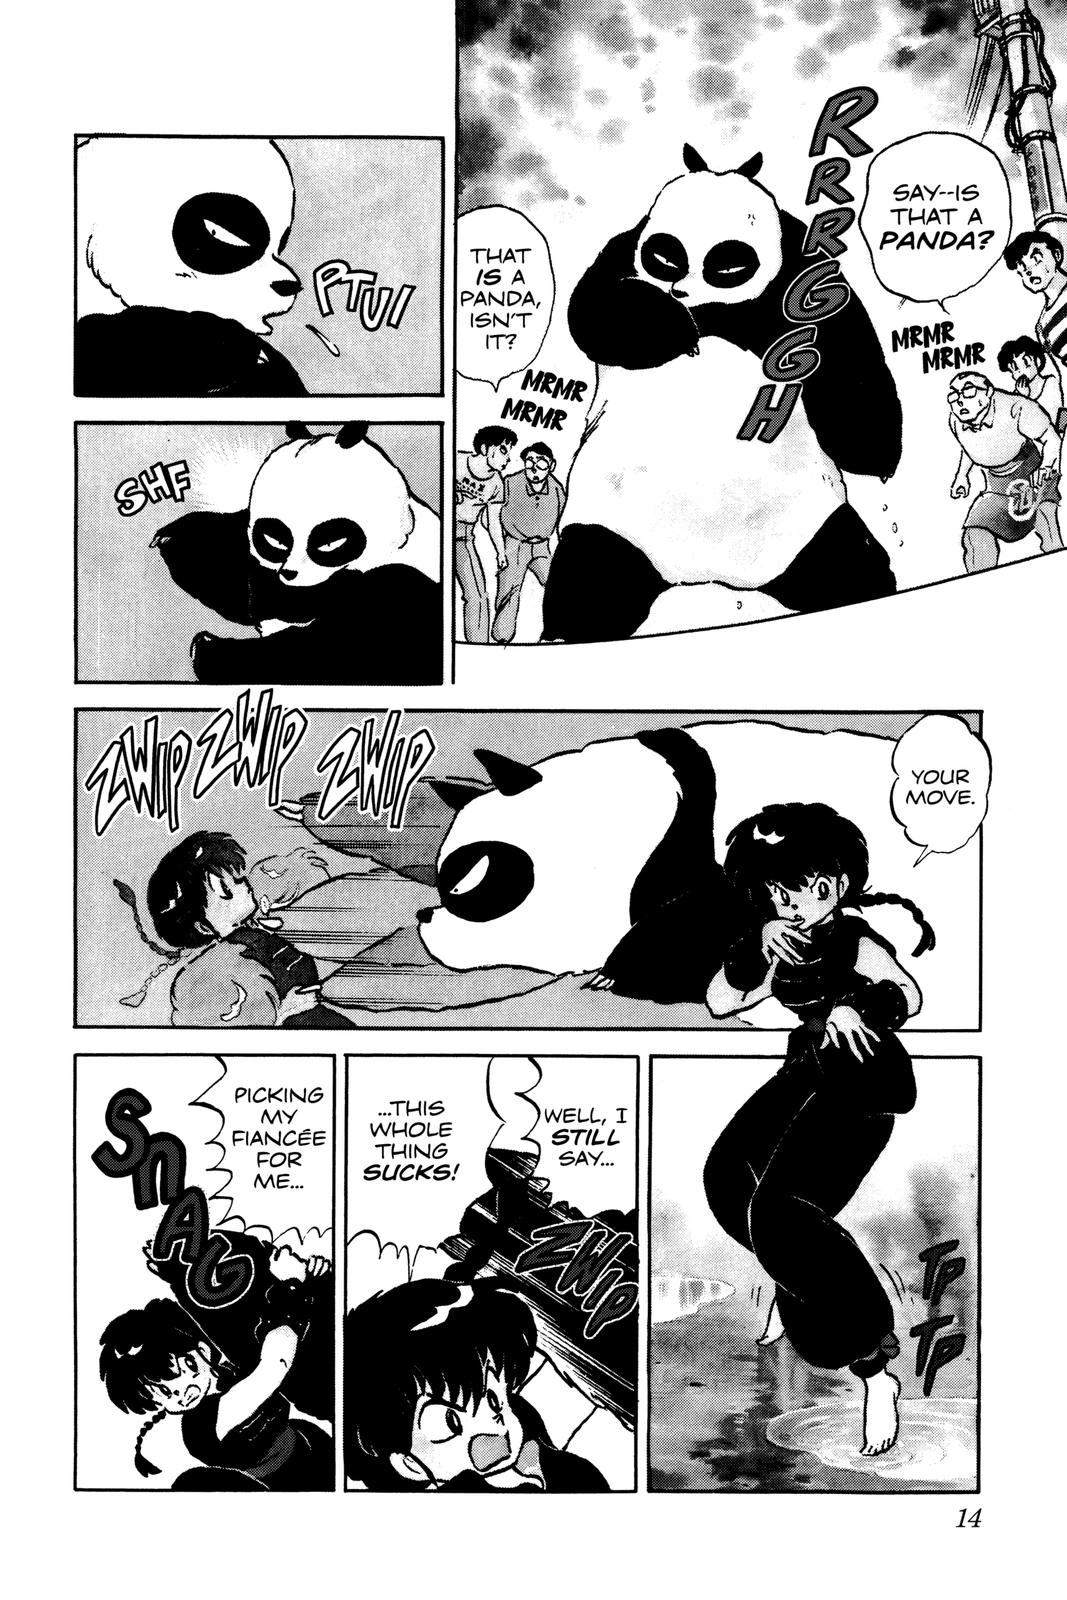 SAY--IS
THAT A
PANDA?
RRRGGGH
MRMR
MRMR
THAT
IS A
PANDA,
ISN'T
IT?
MRMR
MRMR
PTUI
SHF
YOUR
MOVE.
ZWIP
ZWIP
ZWIP
TP
TP
WELL, I
STILL
SAY...
ZWIP
...THIS
WHOLE
THING
SUCKS!
PICKING
MY
FIANCÉE
FOR
ME...
SNAG
14